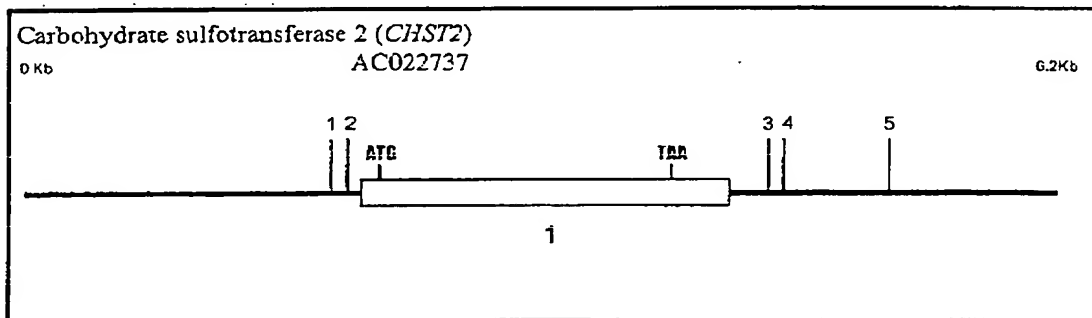 Carbohydrate sulfotransferase 2 (CHST2)
0 Kb AC022737 6.2Kb
1 2 3 4 5
ATG TAA
1